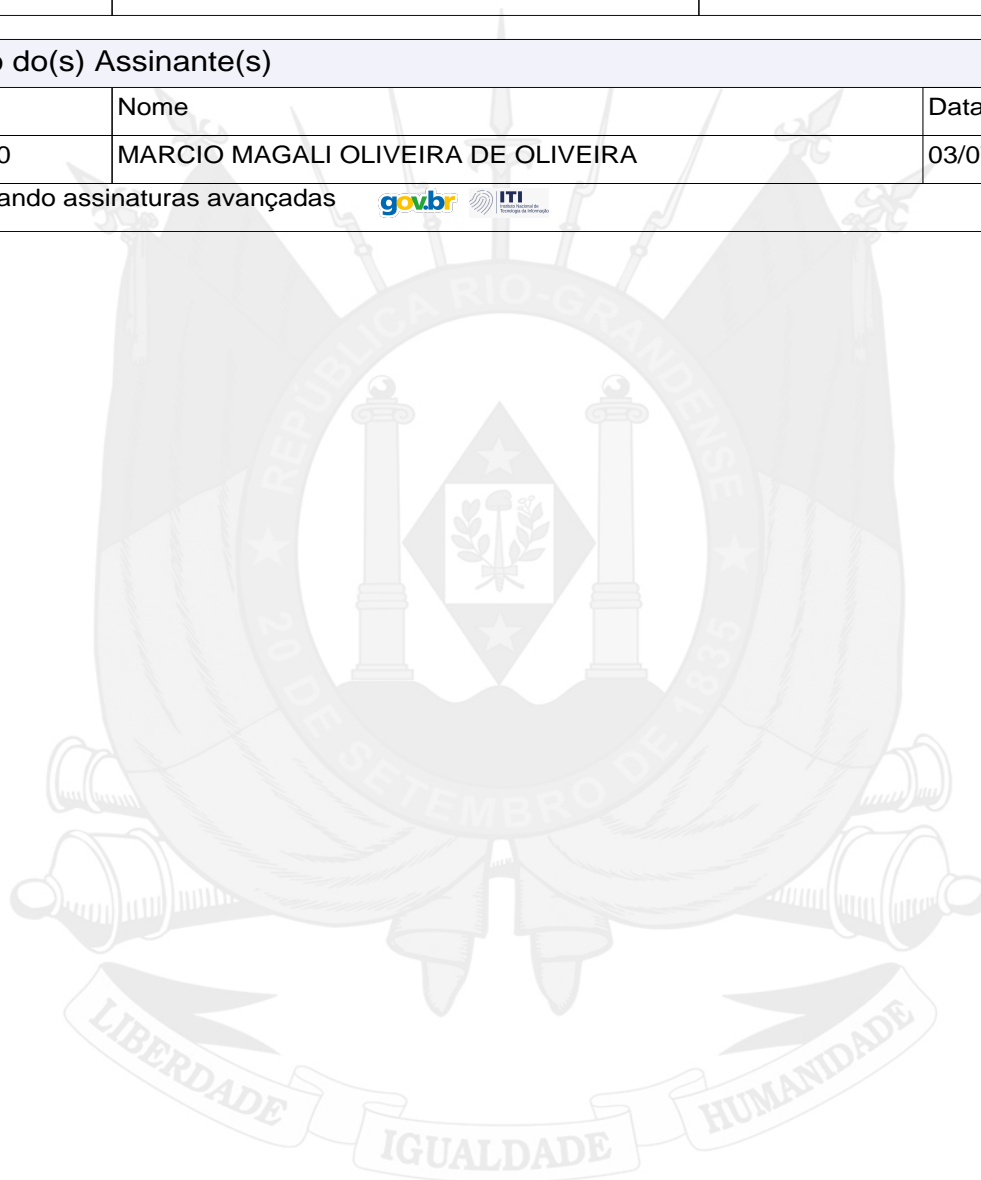 o do(s) Assinante(s)
Nome Data
0 MARCIO MAGALI OLIVEIRA DE OLIVEIRA 03/0
ando assinaturas avançadas gov.br ITI
REPÚBLICA RIO-GRANDENSE
20 DE SETEMBRO DE 1835
LIBERDADE IGUALDADE HUMANIDADE